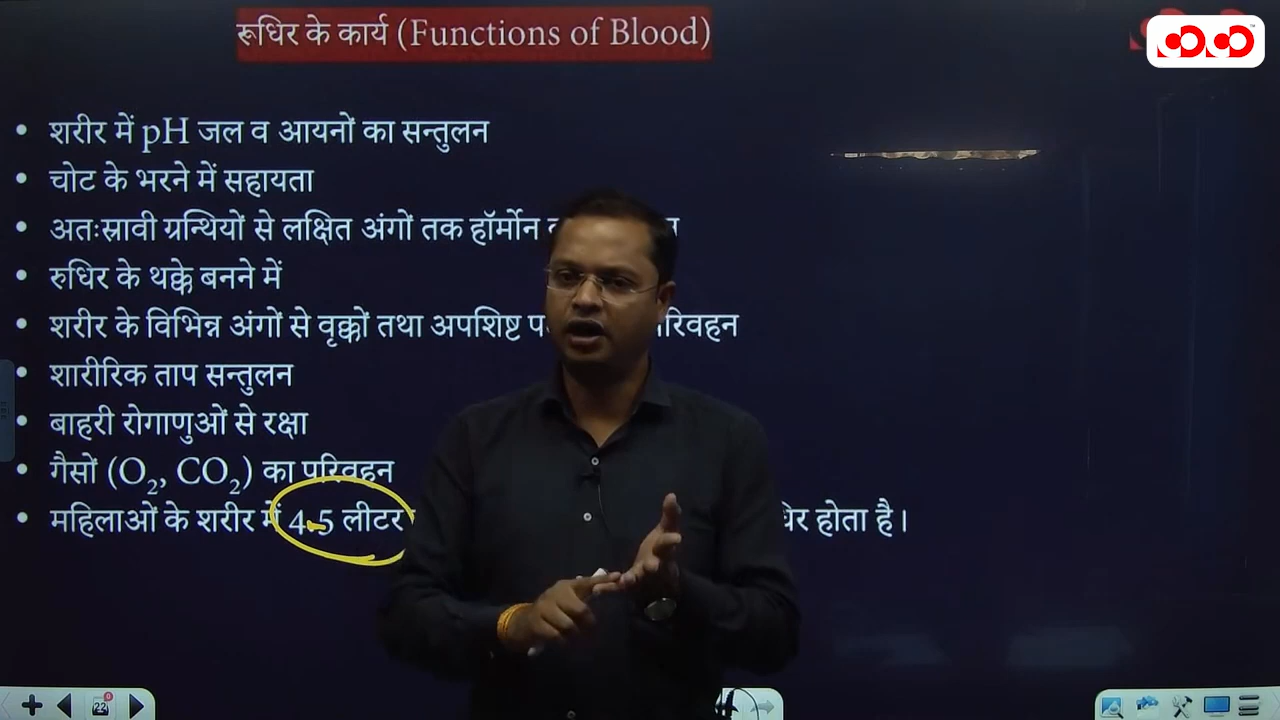 रूधिर के कार्य (Functions of Blood)
• शरीर में pH जल व आयनों का सन्तुलन
• चोट के भरने में सहायता
• अतःस्रावी ग्रन्थियों से लक्षित अंगों तक हॉर्मोन
• रुधिर के थक्के बनने में
• शरीर के विभिन्न अंगों से वृक्कों तथा अपशिष्ट
• शारीरिक ताप सन्तुलन
• बाहरी रोगाणुओं से रक्षा
• गैसों (O₂, CO₂) का परिवहन
• महिलाओं के शरीर में 4.5 लीटर होता है।
22